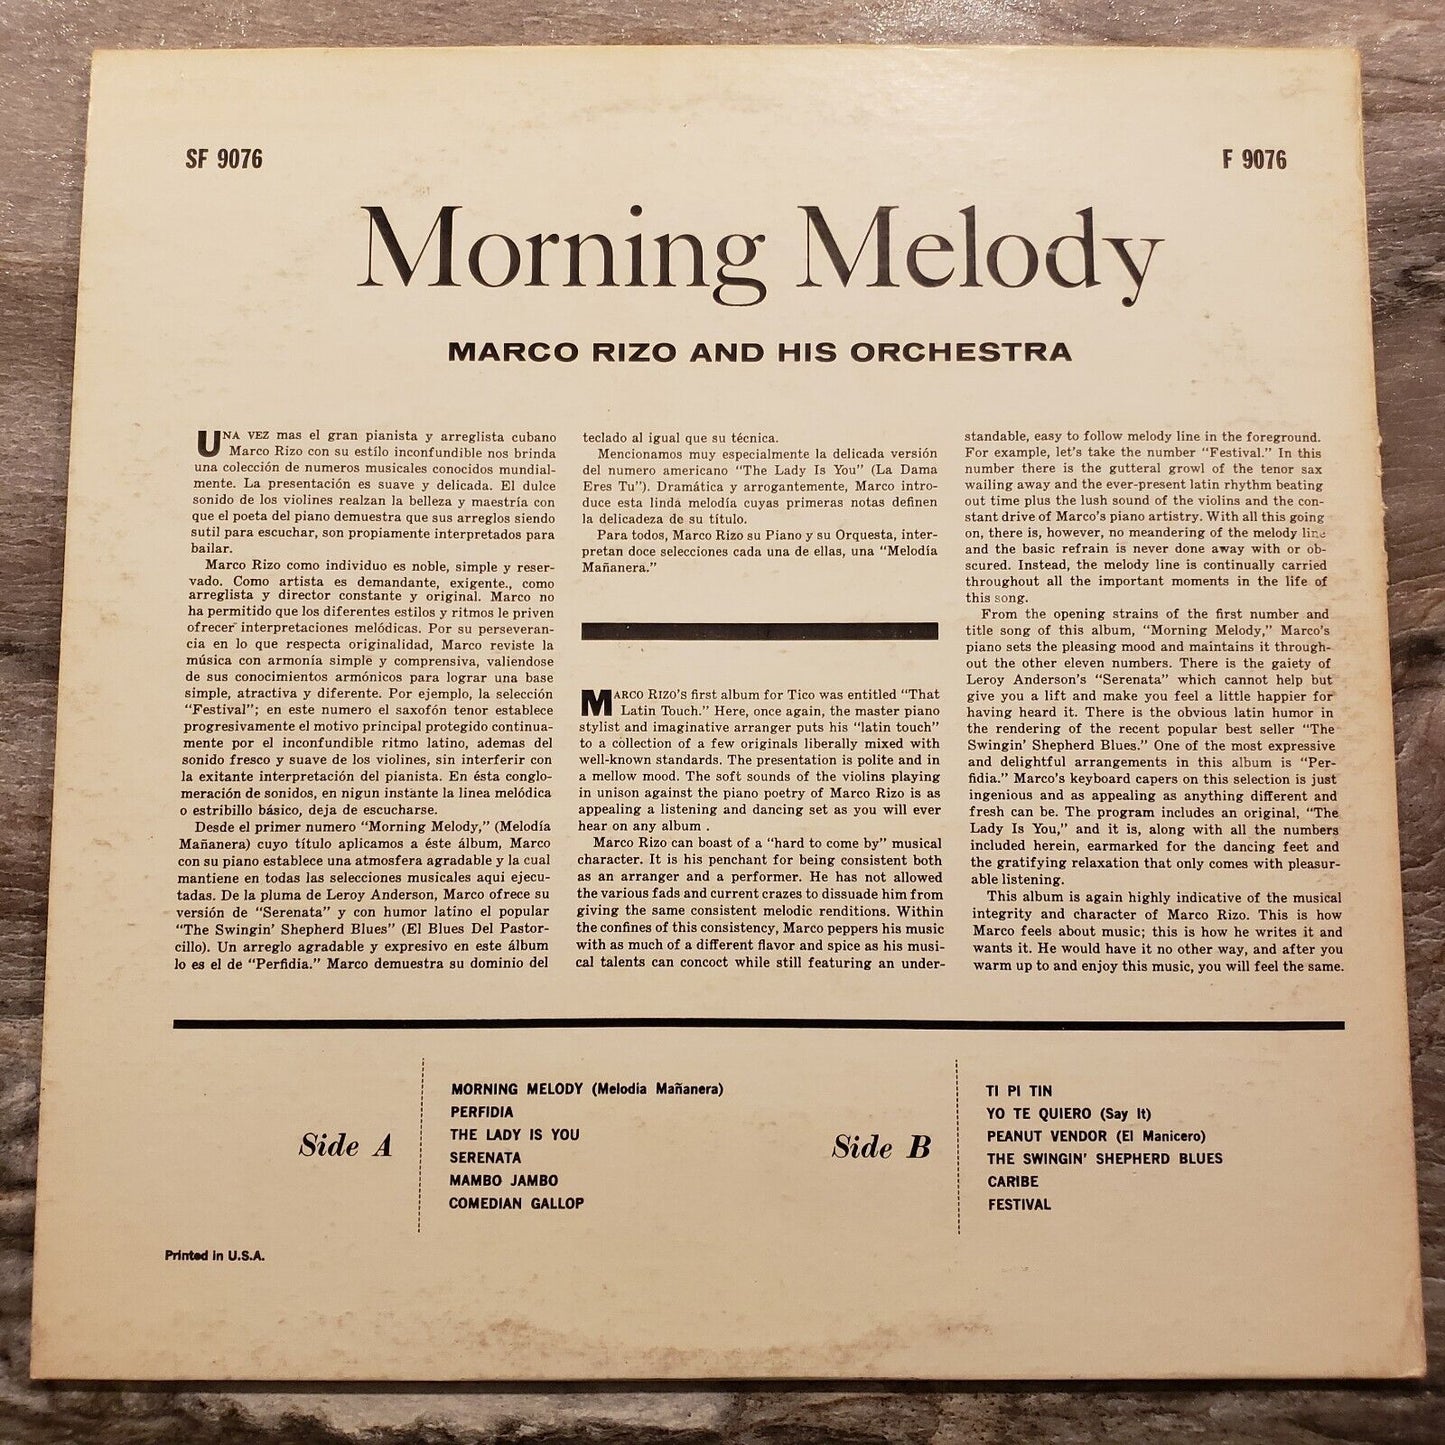 SF 9076
F 9076
Morning Melody
MARCO RIZO AND HIS ORCHESTRA
UNA VEZ mas el gran pianista y arreglista cubano
Marco Rizo con su estílo inconfundible nos brinda
una colección de numeros musicales conocidos mundial-
mente. La presentación es suave y delicada. El dulce
sonido de los violines realzan la belleza y maestría con
que el poeta del piano demuestra que sus arreglos siendo
sutil para escuchar, son propiamente interpretados para
bailar.
Marco Rizo como individuo es noble, simple y reser-
vado. Como artista es demandante, exigente., como
arreglista y director constante y original. Marco no
ha permitido que los diferentes estilos y ritmos le priven
ofrecer interpretaciones melódicas. Por su perseveran-
cia en lo que respecta originalidad, Marco reviste la
música con armonía simple y comprensiva, valiendose
de sus conocimientos armónicos para lograr una base
simple, atractiva y diferente. Por ejemplo, la selección
“Festival”; en este numero el saxofón tenor establece
progresivamente el motivo principal protegido continua-
mente por el inconfundible ritmo latino, ademas del
sonido fresco y suave de los violines, sin interferir con
la exitante interpretación del pianista. En ésta conglo-
meración de sonidos, en nigun instante la linea melódica
o estribillo básico, deja de escucharse.
Desde el primer numero “Morning Melody,” (Melodía
Mañanera) cuyo título aplicamos a éste álbum, Marco
con su piano establece una atmosfera agradable y la cual
mantiene en todas las selecciones musicales aqui ejecu-
tadas. De la pluma de Leroy Anderson, Marco ofrece su
versión de “Serenata” y con humor latino el popular
“The Swingin’ Shepherd Blues” (El Blues Del Pastor-
cillo). Un arreglo agradable y expresivo en este álbum
lo es el de “Perfidia.” Marco demuestra su dominio del
teclado al igual que su técnica.
Mencionamos muy especialmente la delicada versión
del numero americano “The Lady Is You” (La Dama
Eres Tu”). Dramática y arrogantemente, Marco intro-
duce esta linda melodía cuyas primeras notas definen
la delicadeza de su título.
Para todos, Marco Rizo su Piano y su Orquesta, inter-
pretan doce selecciones cada una de ellas, una “Melodía
Mañanera.”
MARCO RIZO’s first album for Tico was entitled “That
Latin Touch.” Here, once again, the master piano
stylist and imaginative arranger puts his “latin touch”
to a collection of a few originals liberally mixed with
well-known standards. The presentation is polite and in
a mellow mood. The soft sounds of the violins playing
in unison against the piano poetry of Marco Rizo is as
appealing a listening and dancing set as you will ever
hear on any album .
Marco Rizo can boast of a “hard to come by” musical
character. It is his penchant for being consistent both
as an arranger and a performer. He has not allowed
the various fads and current crazes to dissuade him from
giving the same consistent melodic renditions. Within
the confines of this consistency, Marco peppers his music
with as much of a different flavor and spice as his musi-
cal talents can concoct while still featuring an under-
standable, easy to follow melody line in the foreground.
For example, let’s take the number “Festival.” In this
number there is the gutteral growl of the tenor sax
wailing away and the ever-present latin rhythm beating
out time plus the lush sound of the violins and the con-
stant drive of Marco’s piano artistry. With all this going
on, there is, however, no meandering of the melody line
and the basic refrain is never done away with or ob-
scured. Instead, the melody line is continually carried
throughout all the important moments in the life of
this song.
From the opening strains of the first number and
title song of this album, “Morning Melody,” Marco’s
piano sets the pleasing mood and maintains it through-
out the other eleven numbers. There is the gaiety of
Leroy Anderson’s “Serenata” which cannot help but
give you a lift and make you feel a little happier for
having heard it. There is the obvious latin humor in
the rendering of the recent popular best seller “The
Swingin’ Shepherd Blues.” One of the most expressive
and delightful arrangements in this album is “Per-
fidia.” Marco’s keyboard capers on this selection is just
ingenious and as appealing as anything different and
fresh can be. The program includes an original, “The
Lady Is You,” and it is, along with all the numbers
included herein, earmarked for the dancing feet and
the gratifying relaxation that only comes with pleasur-
able listening.
This album is again highly indicative of the musical
integrity and character of Marco Rizo. This is how
Marco feels about music; this is how he writes it and
wants it. He would have it no other way, and after you
warm up to and enjoy this music, you will feel the same.
Side A
MORNING MELODY (Melodía Mañanera)
PERFIDIA
THE LADY IS YOU
SERENATA
MAMBO JAMBO
COMEDIAN GALLOP
Side B
TI PI TIN
YO TE QUIERO (Say It)
PEANUT VENDOR (El Manicero)
THE SWINGIN’ SHEPHERD BLUES
CARIBE
FESTIVAL
Printed in U.S.A.